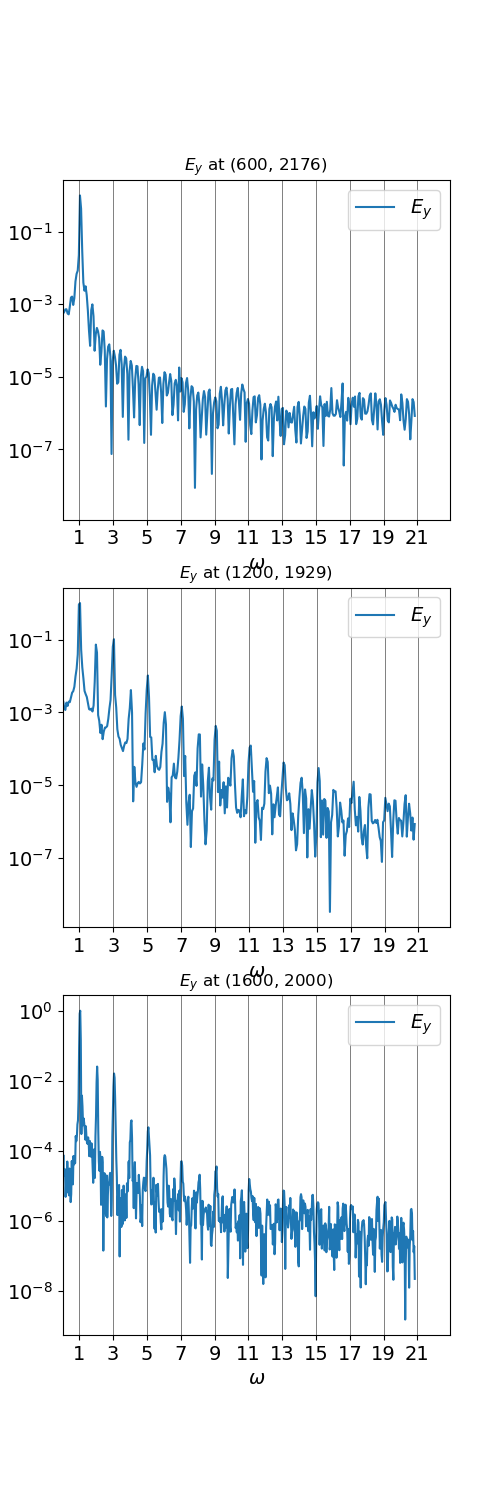 E_y at (600, 2176)
E_y
10^{-1}
10^{-3}
10^{-5}
10^{-7}
1 3 5 7 9 11 13 15 17 19 21
ω
E_y at (1200, 1929)
E_y
10^{-1}
10^{-3}
10^{-5}
10^{-7}
1 3 5 7 9 11 13 15 17 19 21
ω
E_y at (1600, 2000)
E_y
10^0
10^{-2}
10^{-4}
10^{-6}
10^{-8}
1 3 5 7 9 11 13 15 17 19 21
ω